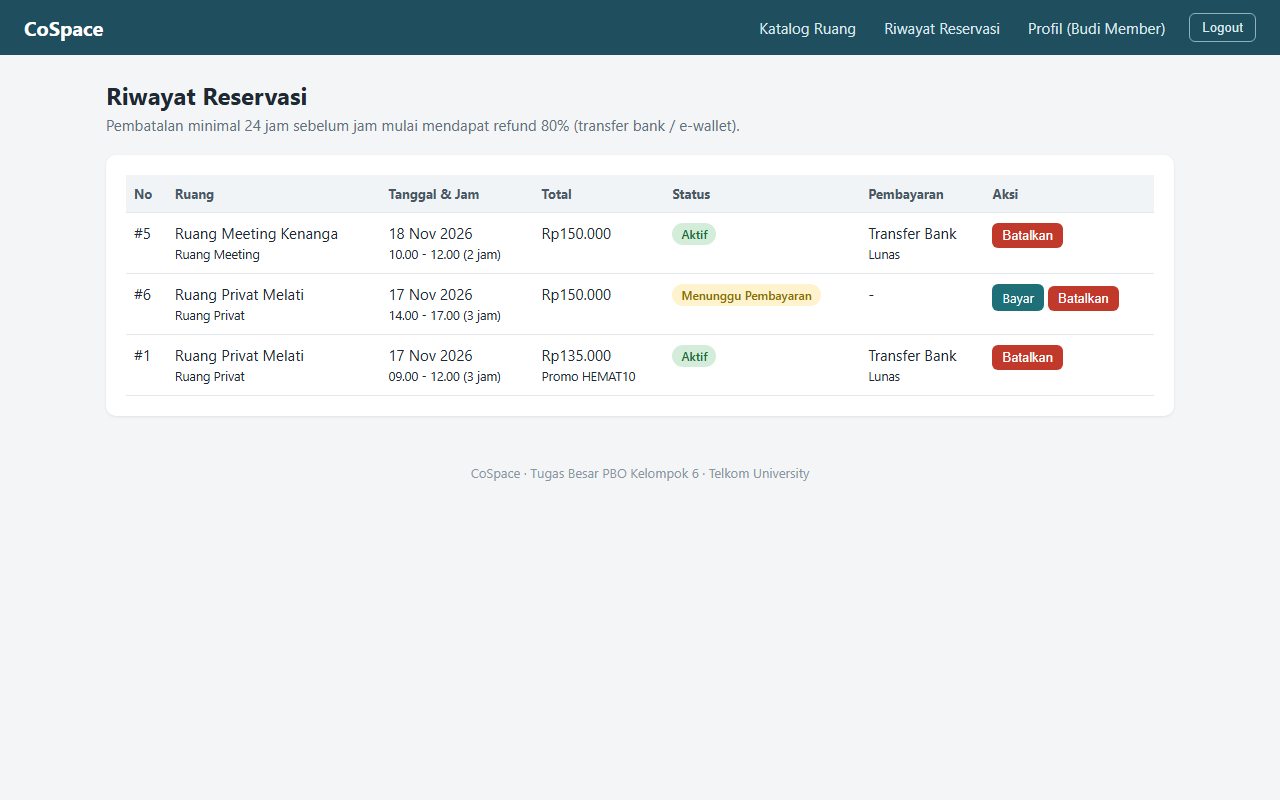 CoSpace
Katalog Ruang Riwayat Reservasi Profil (Budi Member) Logout
Riwayat Reservasi
Pembatalan minimal 24 jam sebelum jam mulai mendapat refund 80% (transfer bank / e-wallet).
No Ruang Tanggal & Jam Total Status Pembayaran Aksi
#5 Ruang Meeting Kenanga 18 Nov 2026 Rp150.000 Aktif Transfer Bank Batalkan
Ruang Meeting 10.00 - 12.00 (2 jam) Lunas
#6 Ruang Privat Melati 17 Nov 2026 Rp150.000 Menunggu Pembayaran - Bayar Batalkan
Ruang Privat 14.00 - 17.00 (3 jam)
#1 Ruang Privat Melati 17 Nov 2026 Rp135.000 Aktif Transfer Bank Batalkan
Ruang Privat 09.00 - 12.00 (3 jam) Promo HEMAT10 Lunas
CoSpace · Tugas Besar PBO Kelompok 6 · Telkom University